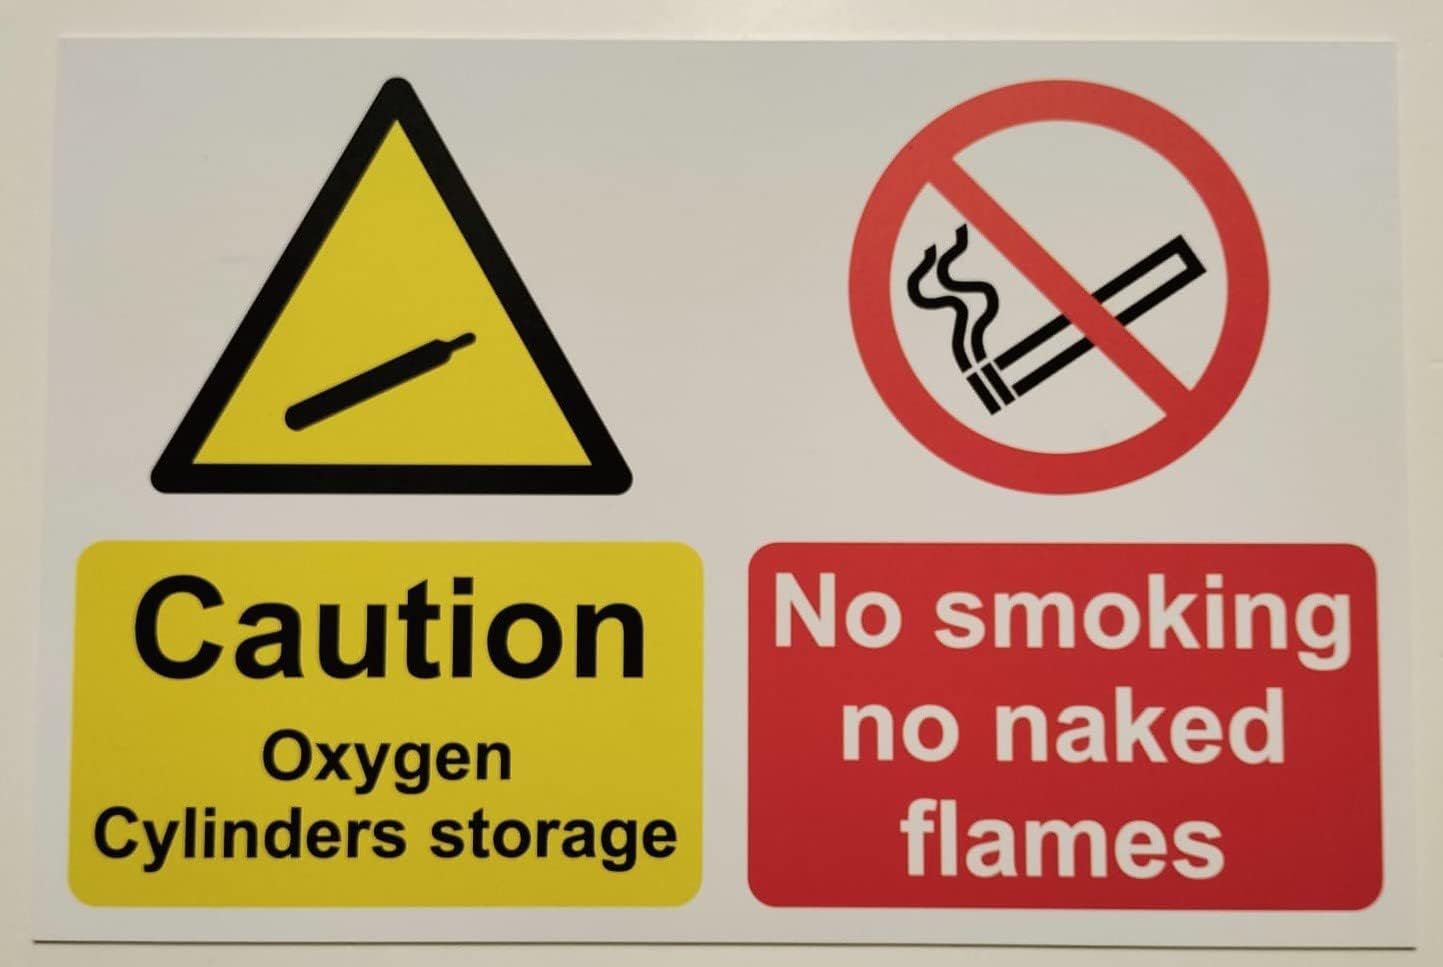 Caution
Oxygen
Cylinders storage
No smoking
no naked
flames